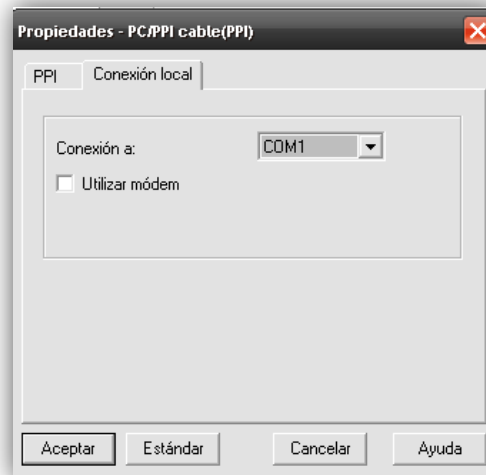 Propiedades - PC/PPI cable(PPI)
PPI Conexión local
Conexión a: COM1
Utilizar módem
Aceptar Estándar Cancelar Ayuda